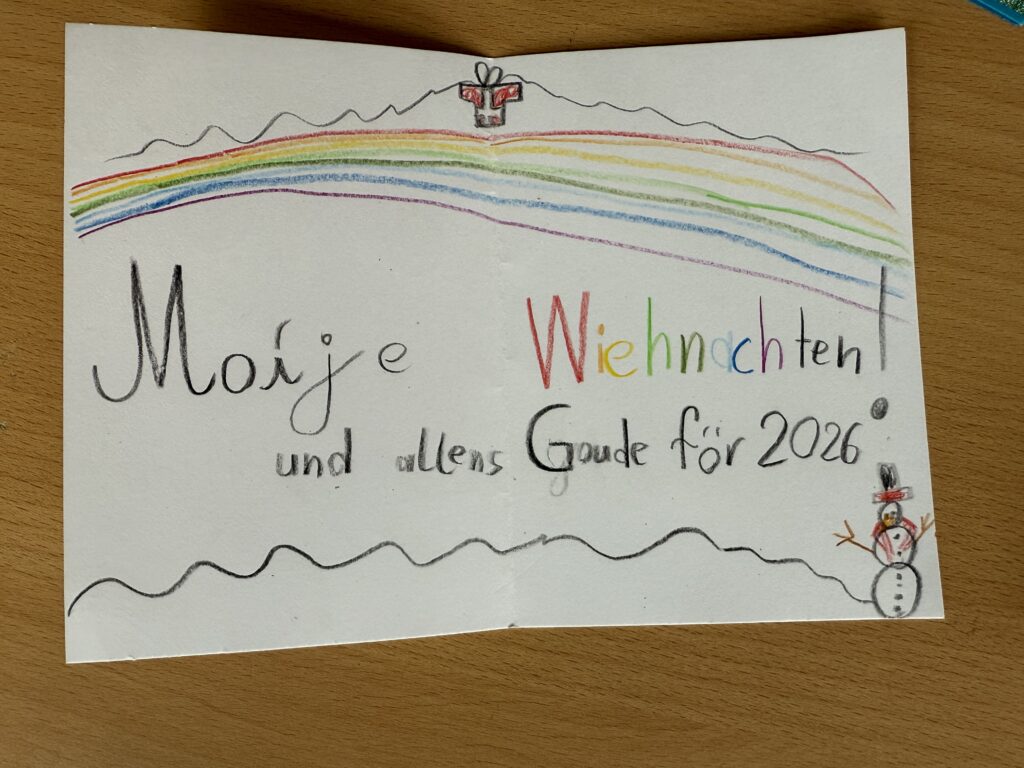 Moije Wiehnachten!
und allens Goude för 2026